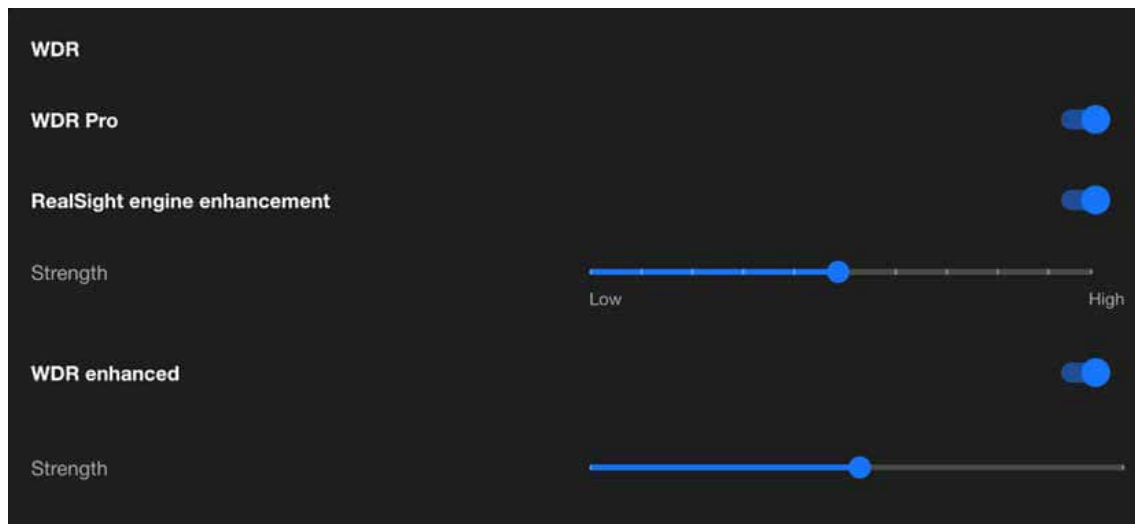 WDR
WDR Pro
RealSight engine enhancement
Strength
Low High
WDR enhanced
Strength